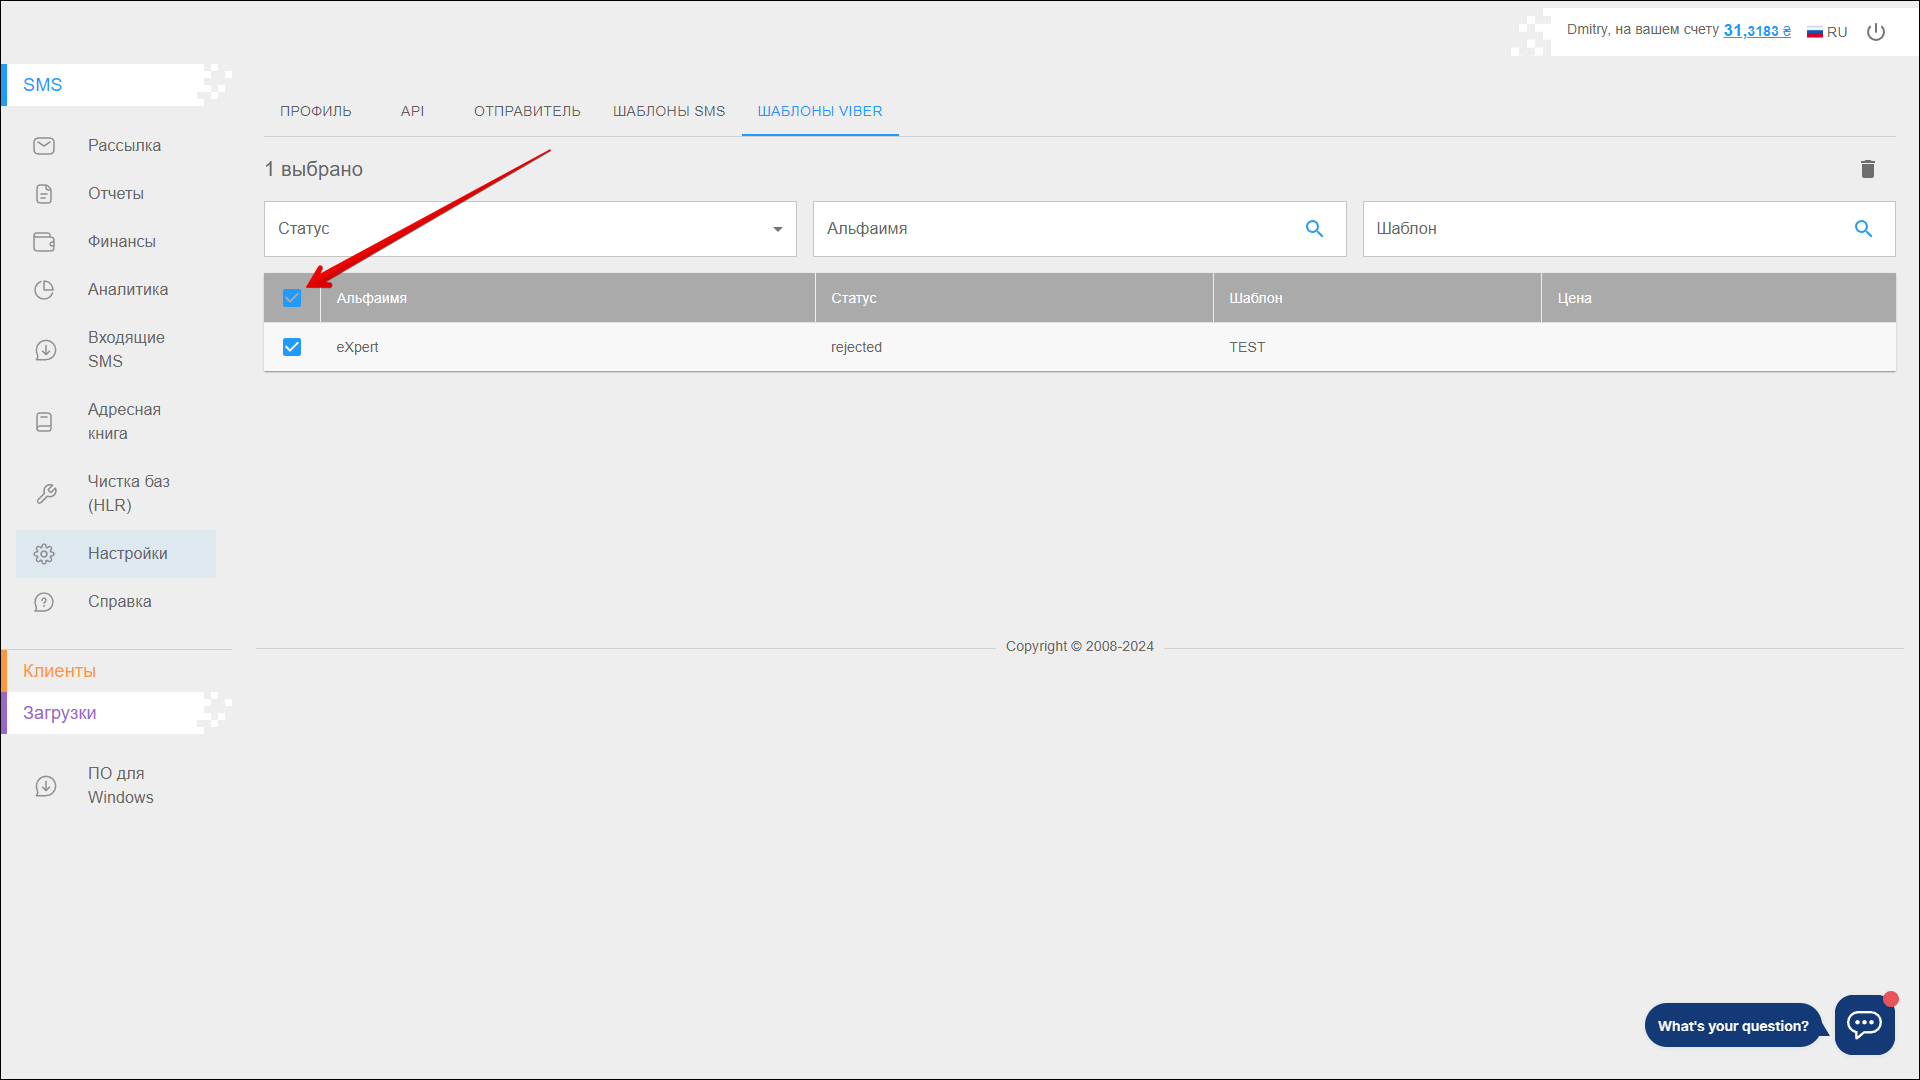 Dmitry, на вашем счету 31,3183 ₴ RU
SMS
Рассылка
Отчеты
Финансы
Аналитика
Входящие
SMS
Адресная
книга
Чистка баз
(HLR)
Настройки
Справка
Клиенты
Загрузки
ПО для
Windows
ПРОФИЛЬ API ОТПРАВИТЕЛЬ ШАБЛОНЫ SMS ШАБЛОНЫ VIBER
1 выбрано
Статус Альфаимя Шаблон
Альфаимя Статус Шаблон Цена
eXpert rejected TEST
Copyright © 2008-2024
What's your question?